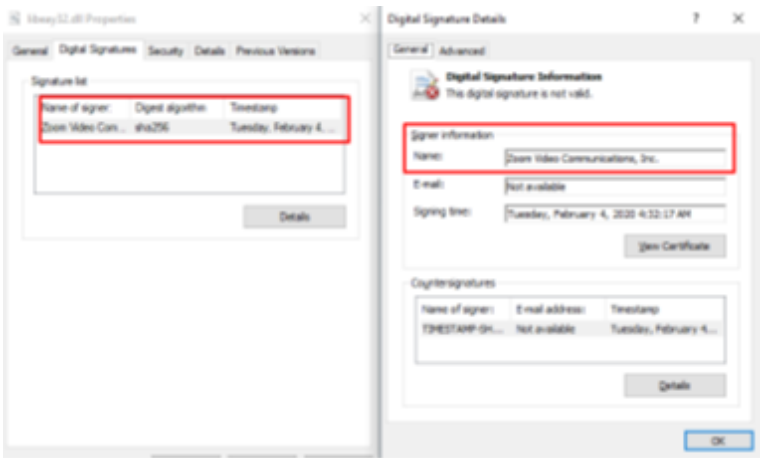 libeay32.dll Properties
General Digital Signatures Security Details Previous Versions
Signature list
Name of signer: Digest algorithm Timestamp
Zoom Video Com... sha256 Tuesday, February 4, ...
Details
Digital Signature Details
General Advanced
Digital Signature Information
This digital signature is not valid.
Signer information
Name: Zoom Video Communications, Inc.
E-mail: Not available
Signing time: Tuesday, February 4, 2020 4:32:17 AM
View Certificate
Countersignatures
Name of signer: E-mail address: Timestamp
TIMESTAMP-SH... Not available Tuesday, February 4...
Details
OK